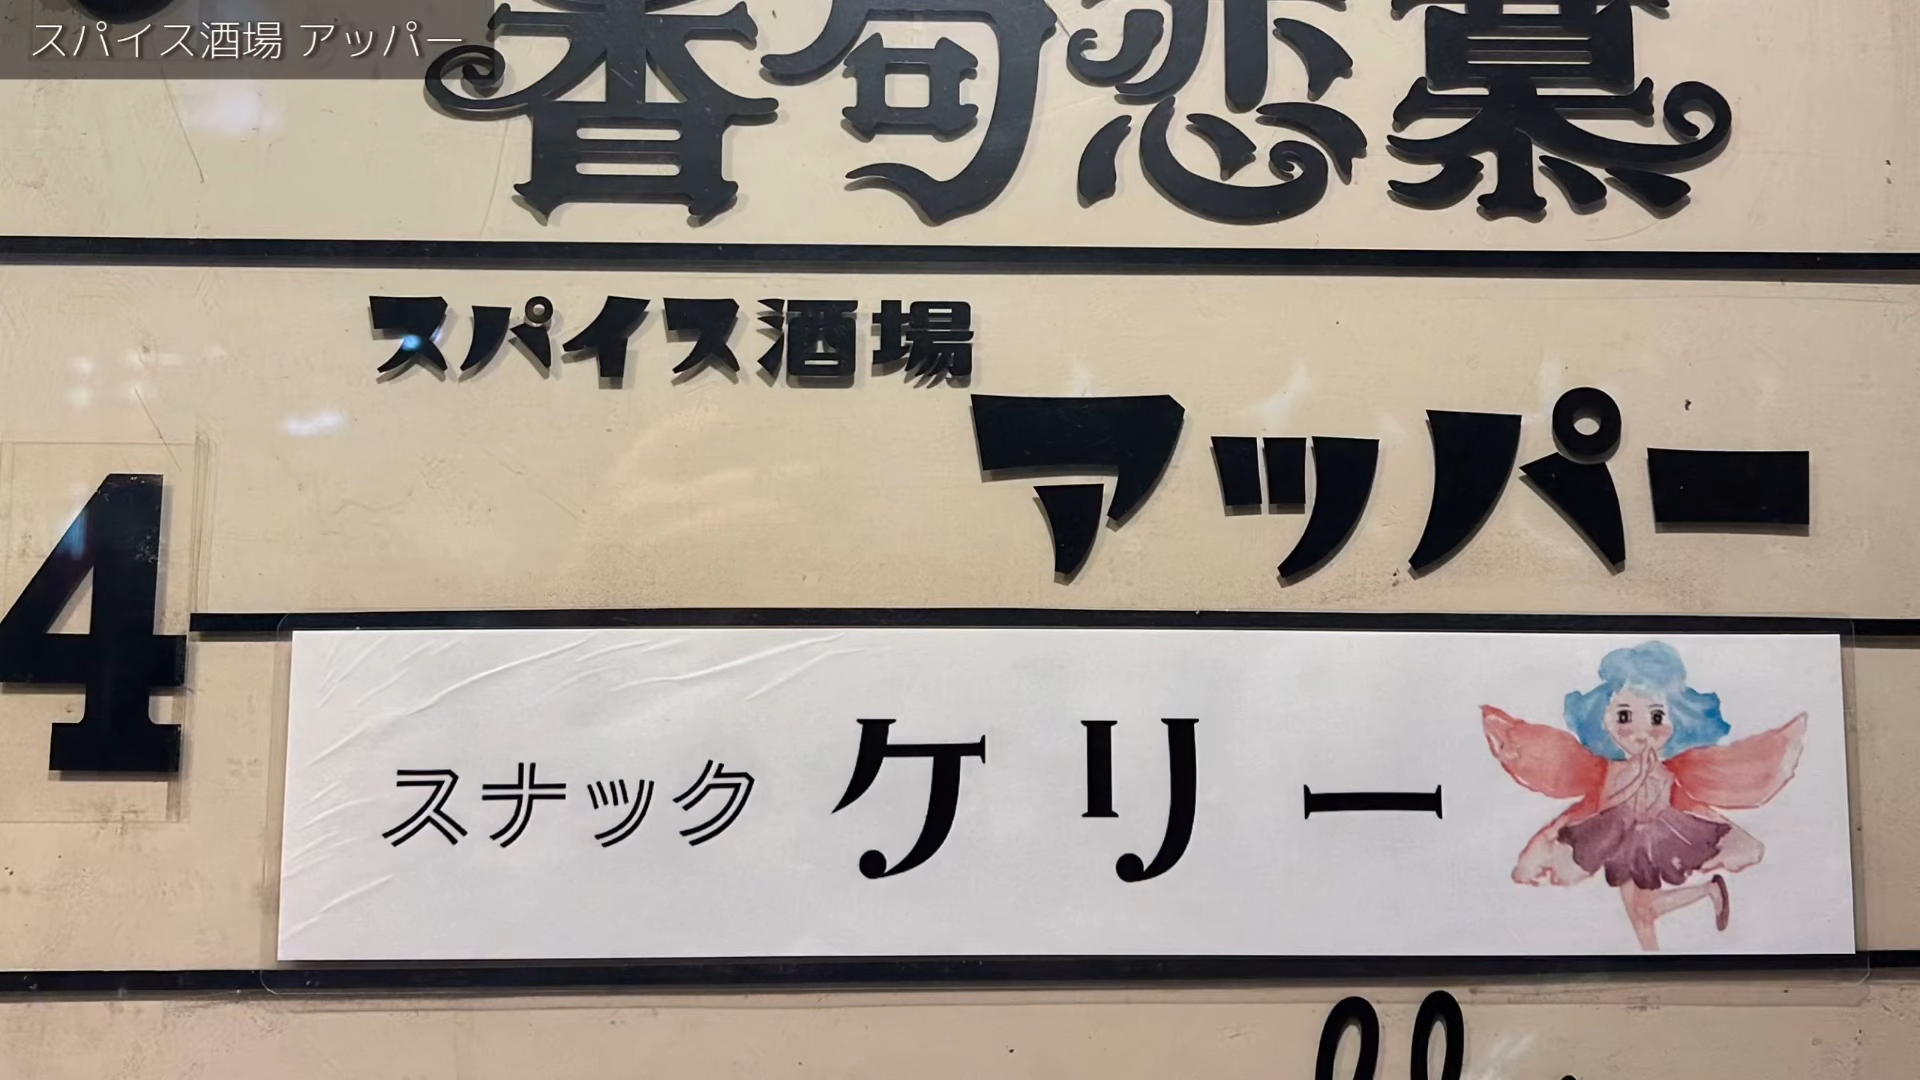 スパイス酒場 アッパー
香句恋慕
スパイス酒場
アッパー
4
スナック ケリー